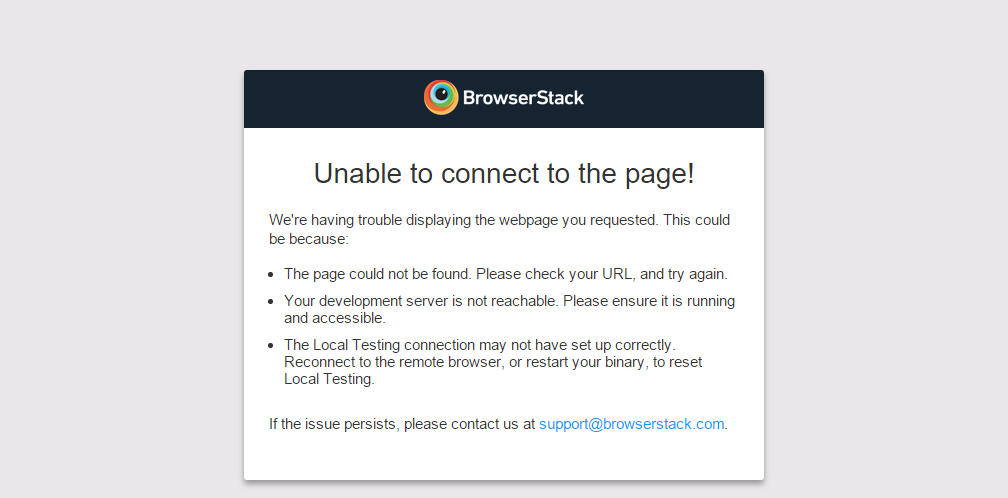 BrowserStack
Unable to connect to the page!
We're having trouble displaying the webpage you requested. This could
be because:
The page could not be found. Please check your URL, and try again.
Your development server is not reachable. Please ensure it is running
and accessible.
The Local Testing connection may not have set up correctly.
Reconnect to the remote browser, or restart your binary, to reset
Local Testing.
If the issue persists, please contact us at support@browserstack.com.